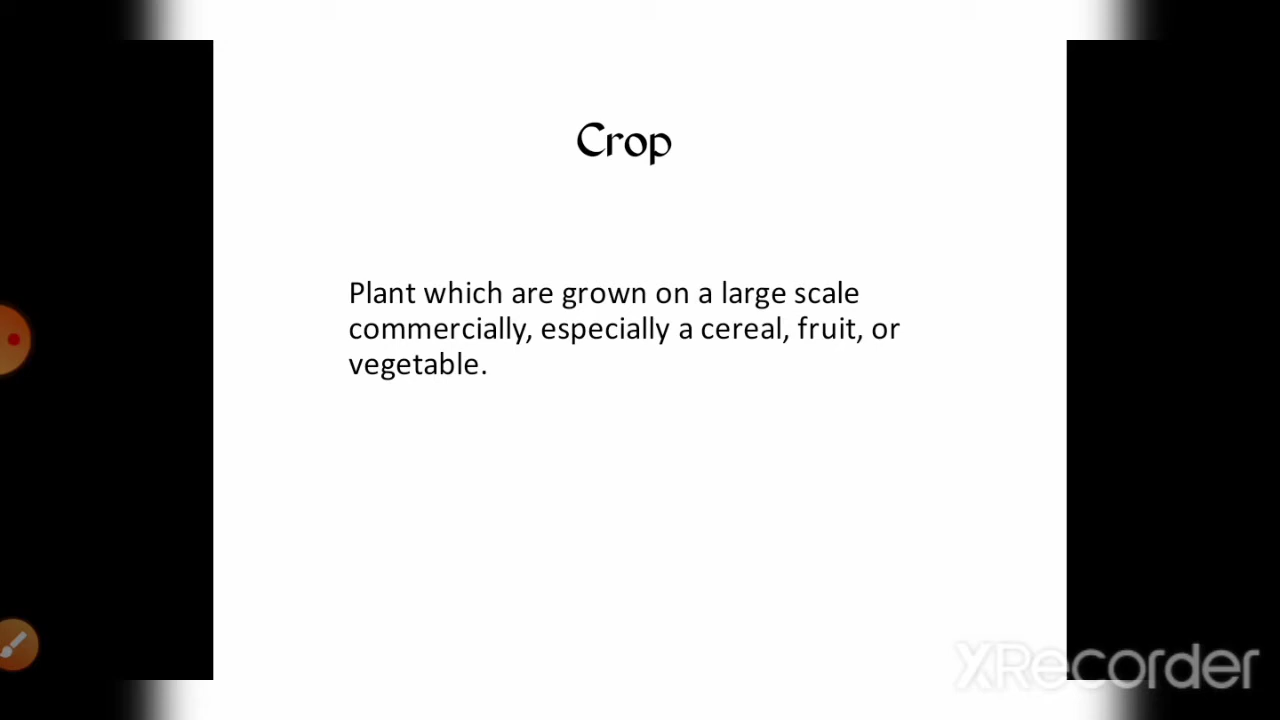 Crop
Plant which are grown on a large scale
commercially, especially a cereal, fruit, or
vegetable.
XRecorder